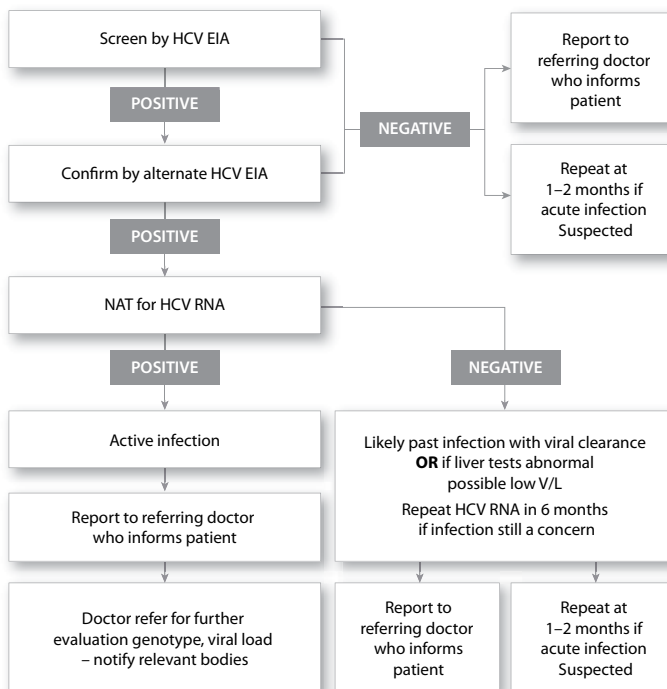 Screen by HCV EIA
POSITIVE
NEGATIVE
Report to
referring doctor
who informs
patient
Confirm by alternate HCV EIA
Repeat at
1–2 months if
acute infection
Suspected
POSITIVE
NAT for HCV RNA
POSITIVE
NEGATIVE
Active infection
Likely past infection with viral clearance
OR if liver tests abnormal
possible low V/L
Repeat HCV RNA in 6 months
if infection still a concern
Report to referring doctor
who informs patient
Doctor refer for further
evaluation genotype, viral load
– notify relevant bodies
Report to
referring doctor
who informs
patient
Repeat at
1–2 months if
acute infection
Suspected